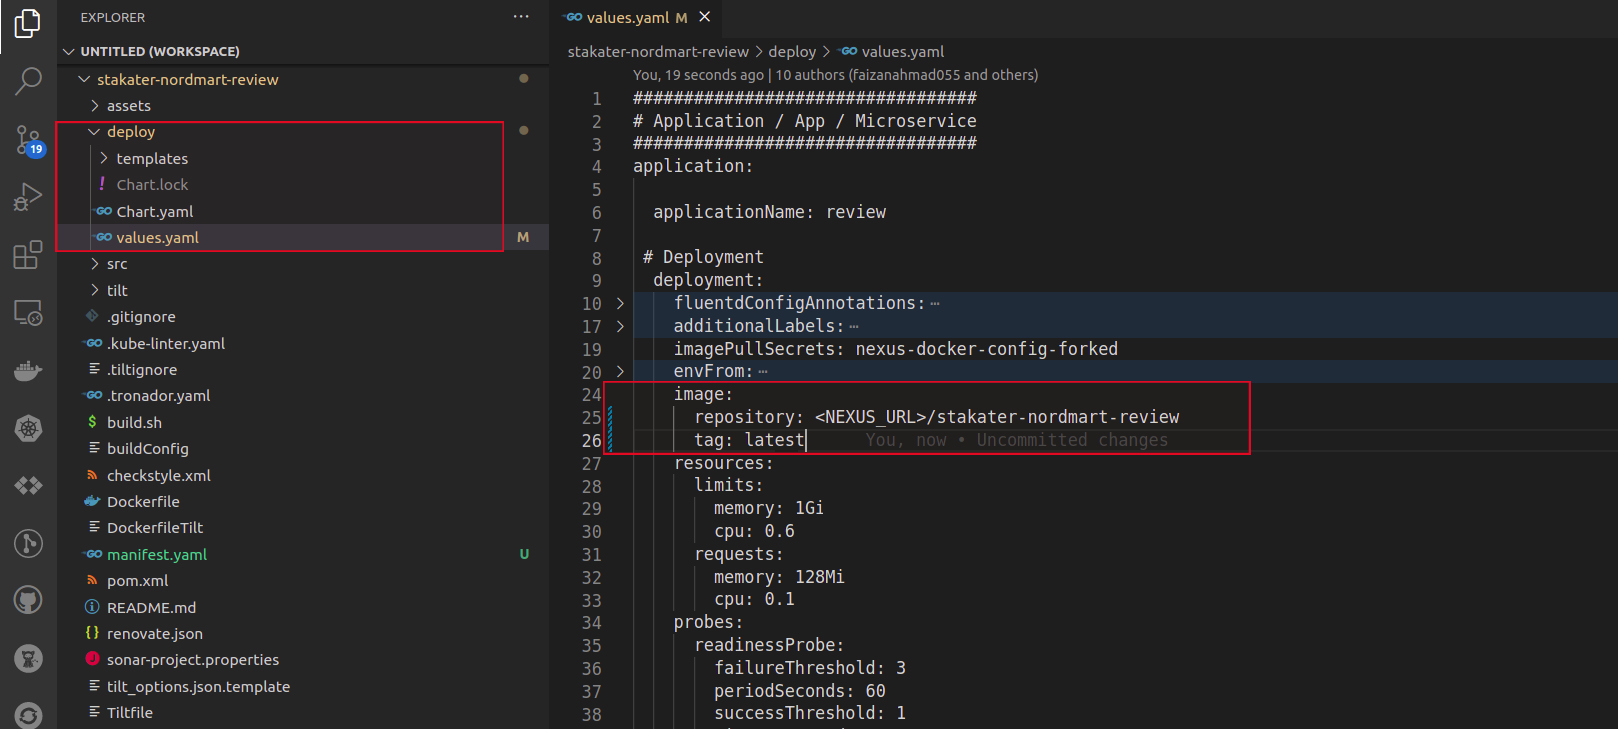 EXPLORER
UNTITLED (WORKSPACE)
stakater-nordmart-review
assets
deploy
templates
! Chart.lock
Chart.yaml
values.yaml M
src
tilt
.gitignore
.kube-linter.yaml
.tiltignore
.tronador.yaml
$ build.sh
buildConfig
checkstyle.xml
Dockerfile
DockerfileTilt
manifest.yaml U
pom.xml
README.md
{} renovate.json
sonar-project.properties
tilt_options.json.template
Tiltfile
19
values.yaml M
stakater-nordmart-review > deploy > values.yaml
You, 19 seconds ago | 10 authors (faizanahmad055 and others)
1 ##################################
2 # Application / App / Microservice
3 ##################################
4 application:
5
6 applicationName: review
7
8 # Deployment
9 deployment:
10 fluentdConfigAnnotations: ⋯
17 additionalLabels: ⋯
19 imagePullSecrets: nexus-docker-config-forked
20 envFrom: ⋯
24 image:
25 repository: <NEXUS_URL>/stakater-nordmart-review
26 tag: latest You, now • Uncommitted changes
27 resources:
28 limits:
29 memory: 1Gi
30 cpu: 0.6
31 requests:
32 memory: 128Mi
33 cpu: 0.1
34 probes:
35 readinessProbe:
36 failureThreshold: 3
37 periodSeconds: 60
38 successThreshold: 1